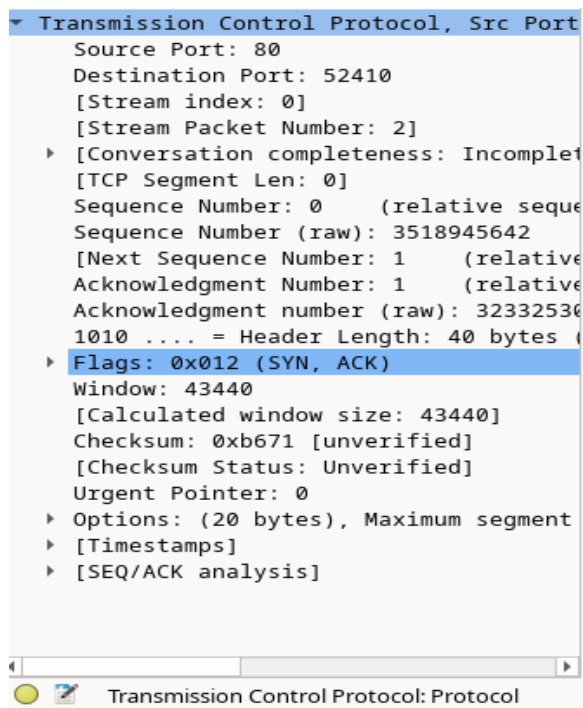 Transmission Control Protocol, Src Port
Source Port: 80
Destination Port: 52410
[Stream index: 0]
[Stream Packet Number: 2]
[Conversation completeness: Incomplet
[TCP Segment Len: 0]
Sequence Number: 0 (relative seque
Sequence Number (raw): 3518945642
[Next Sequence Number: 1 (relative
Acknowledgment Number: 1 (relative
Acknowledgment number (raw): 32332530
1010 .... = Header Length: 40 bytes (
Flags: 0x012 (SYN, ACK)
Window: 43440
[Calculated window size: 43440]
Checksum: 0xb671 [unverified]
[Checksum Status: Unverified]
Urgent Pointer: 0
Options: (20 bytes), Maximum segment
[Timestamps]
[SEQ/ACK analysis]
Transmission Control Protocol: Protocol